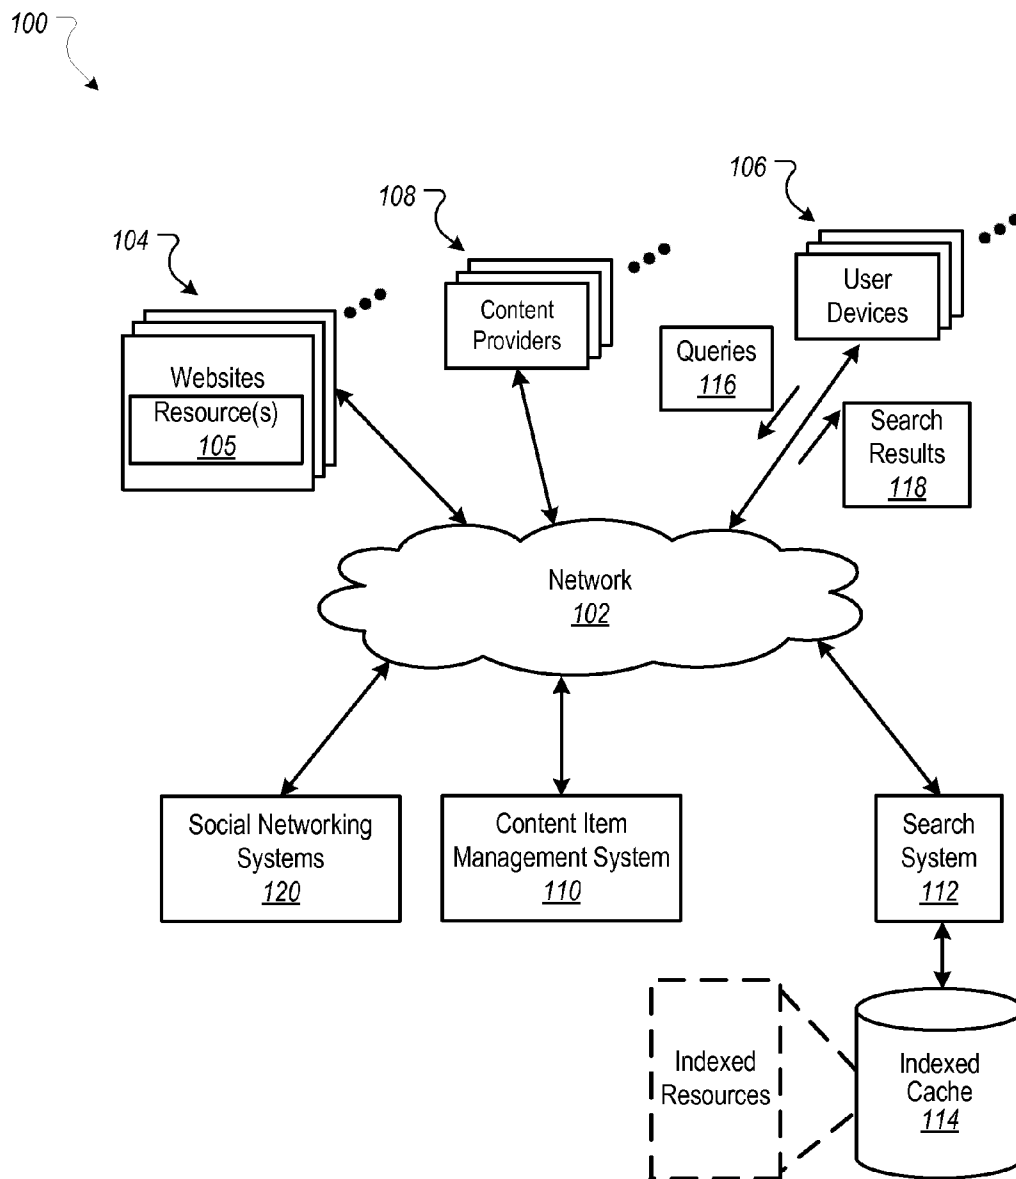 100
108
106
104
User
Devices
Content
Providers
Queries
116
Websites
Resource(s)
105
Search
Results
118
Network
102
Social Networking
Systems
120
Content Item
Management System
110
Search
System
112
Indexed
Resources
Indexed
Cache
114